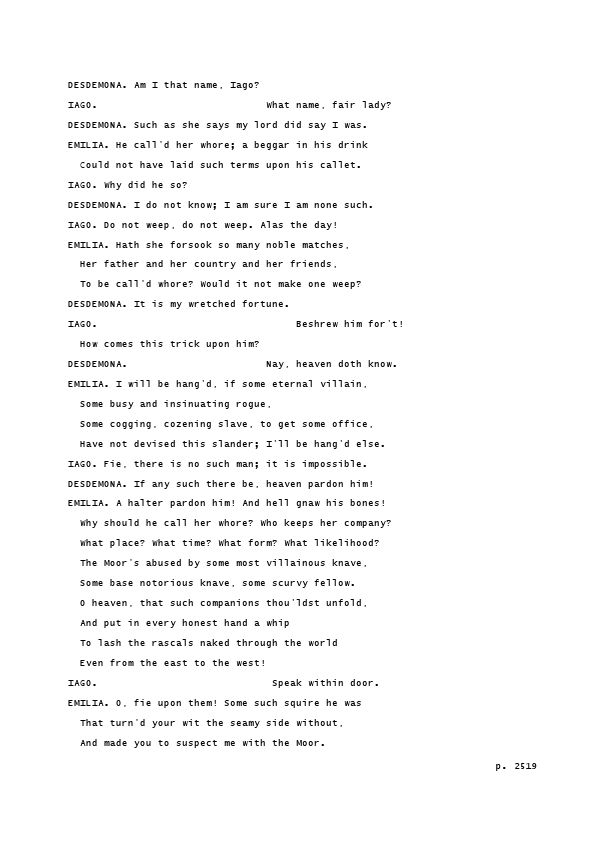 DESDEMONA. Am I that name, Iago?
IAGO. What name, fair lady?
DESDEMONA. Such as she says my lord did say I was.
EMILIA. He call'd her whore; a beggar in his drink
Could not have laid such terms upon his callet.
IAGO. Why did he so?
DESDEMONA. I do not know; I am sure I am none such.
IAGO. Do not weep, do not weep. Alas the day!
EMILIA. Hath she forsook so many noble matches,
Her father and her country and her friends,
To be call'd whore? Would it not make one weep?
DESDEMONA. It is my wretched fortune.
IAGO. Beshrew him for't!
How comes this trick upon him?
DESDEMONA. Nay, heaven doth know.
EMILIA. I will be hang'd, if some eternal villain,
Some busy and insinuating rogue,
Some cogging, cozening slave, to get some office,
Have not devised this slander; I'll be hang'd else.
IAGO. Fie, there is no such man; it is impossible.
DESDEMONA. If any such there be, heaven pardon him!
EMILIA. A halter pardon him! And hell gnaw his bones!
Why should he call her whore? Who keeps her company?
What place? What time? What form? What likelihood?
The Moor's abused by some most villainous knave,
Some base notorious knave, some scurvy fellow.
O heaven, that such companions thou'ldst unfold,
And put in every honest hand a whip
To lash the rascals naked through the world
Even from the east to the west!
IAGO. Speak within door.
EMILIA. O, fie upon them! Some such squire he was
That turn'd your wit the seamy side without,
And made you to suspect me with the Moor.
p. 2519